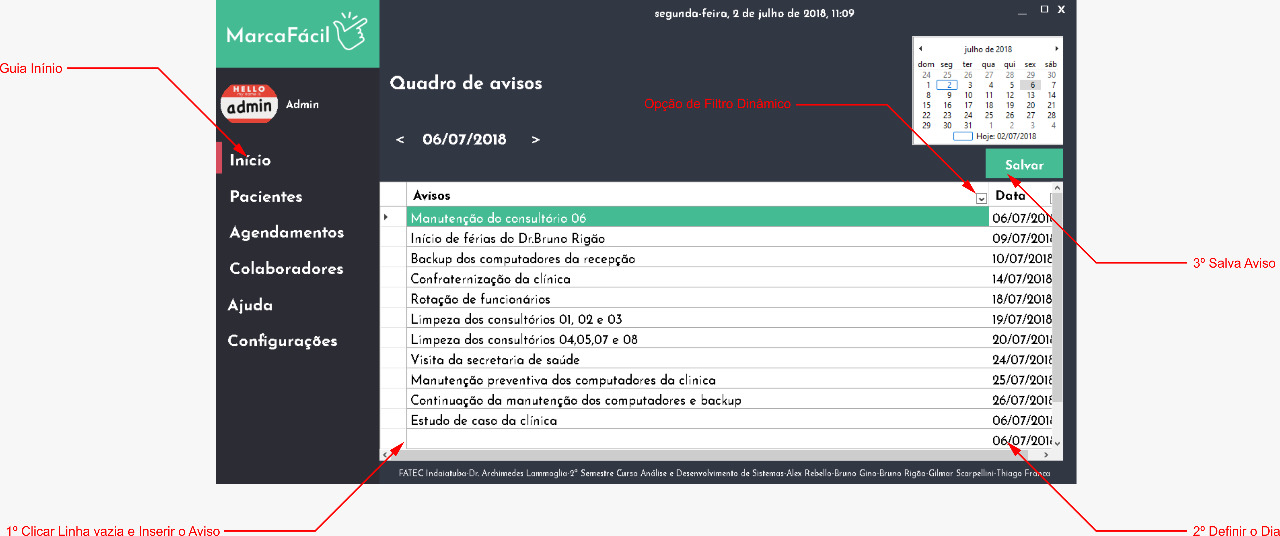 MarcaFácil
segunda-feira, 2 de julho de 2018, 11:09
X
Guia Inínio
HELLO
admin
Admin
Quadro de avisos
Opção de Filtro Dinâmico
< 06/07/2018 >
julho de 2018
dom seg ter qua qui sex sáb
24 25 26 27 28 29 30
1 2 3 4 5 6 7
8 9 10 11 12 13 14
15 16 17 18 19 20 21
22 23 24 25 26 27 28
29 30 31 1 2 3 4
Hoje: 02/07/2018
Início
Pacientes
Agendamentos
Colaboradores
Ajuda
Configurações
Salvar
Avisos Data
Manutenção do consultório 06 06/07/2018
Início de férias do Dr.Bruno Rigão 09/07/2018
Backup dos computadores da recepção 10/07/2018
Confraternização da clínica 14/07/2018
Rotação de funcionários 18/07/2018
Limpeza dos consultórios 01, 02 e 03 19/07/2018
Limpeza dos consultórios 04,05,07 e 08 20/07/2018
Visita da secretaria de saúde 24/07/2018
Manutenção preventiva dos computadores da clinica 25/07/2018
Continuação da manutenção dos computadores e backup 26/07/2018
Estudo de caso da clínica 06/07/2018
06/07/2018
3º Salva Aviso
FATEC Indaiatuba-Dr. Archimedes Lammoglia-2º Semestre Curso Análise e Desenvolvimento de Sistemas-Alex Rebello-Bruno Gino-Bruno Rigão-Gilmar Scarpellini-Thiago França
1º Clicar Linha vazia e Inserir o Aviso
2º Definir o Dia